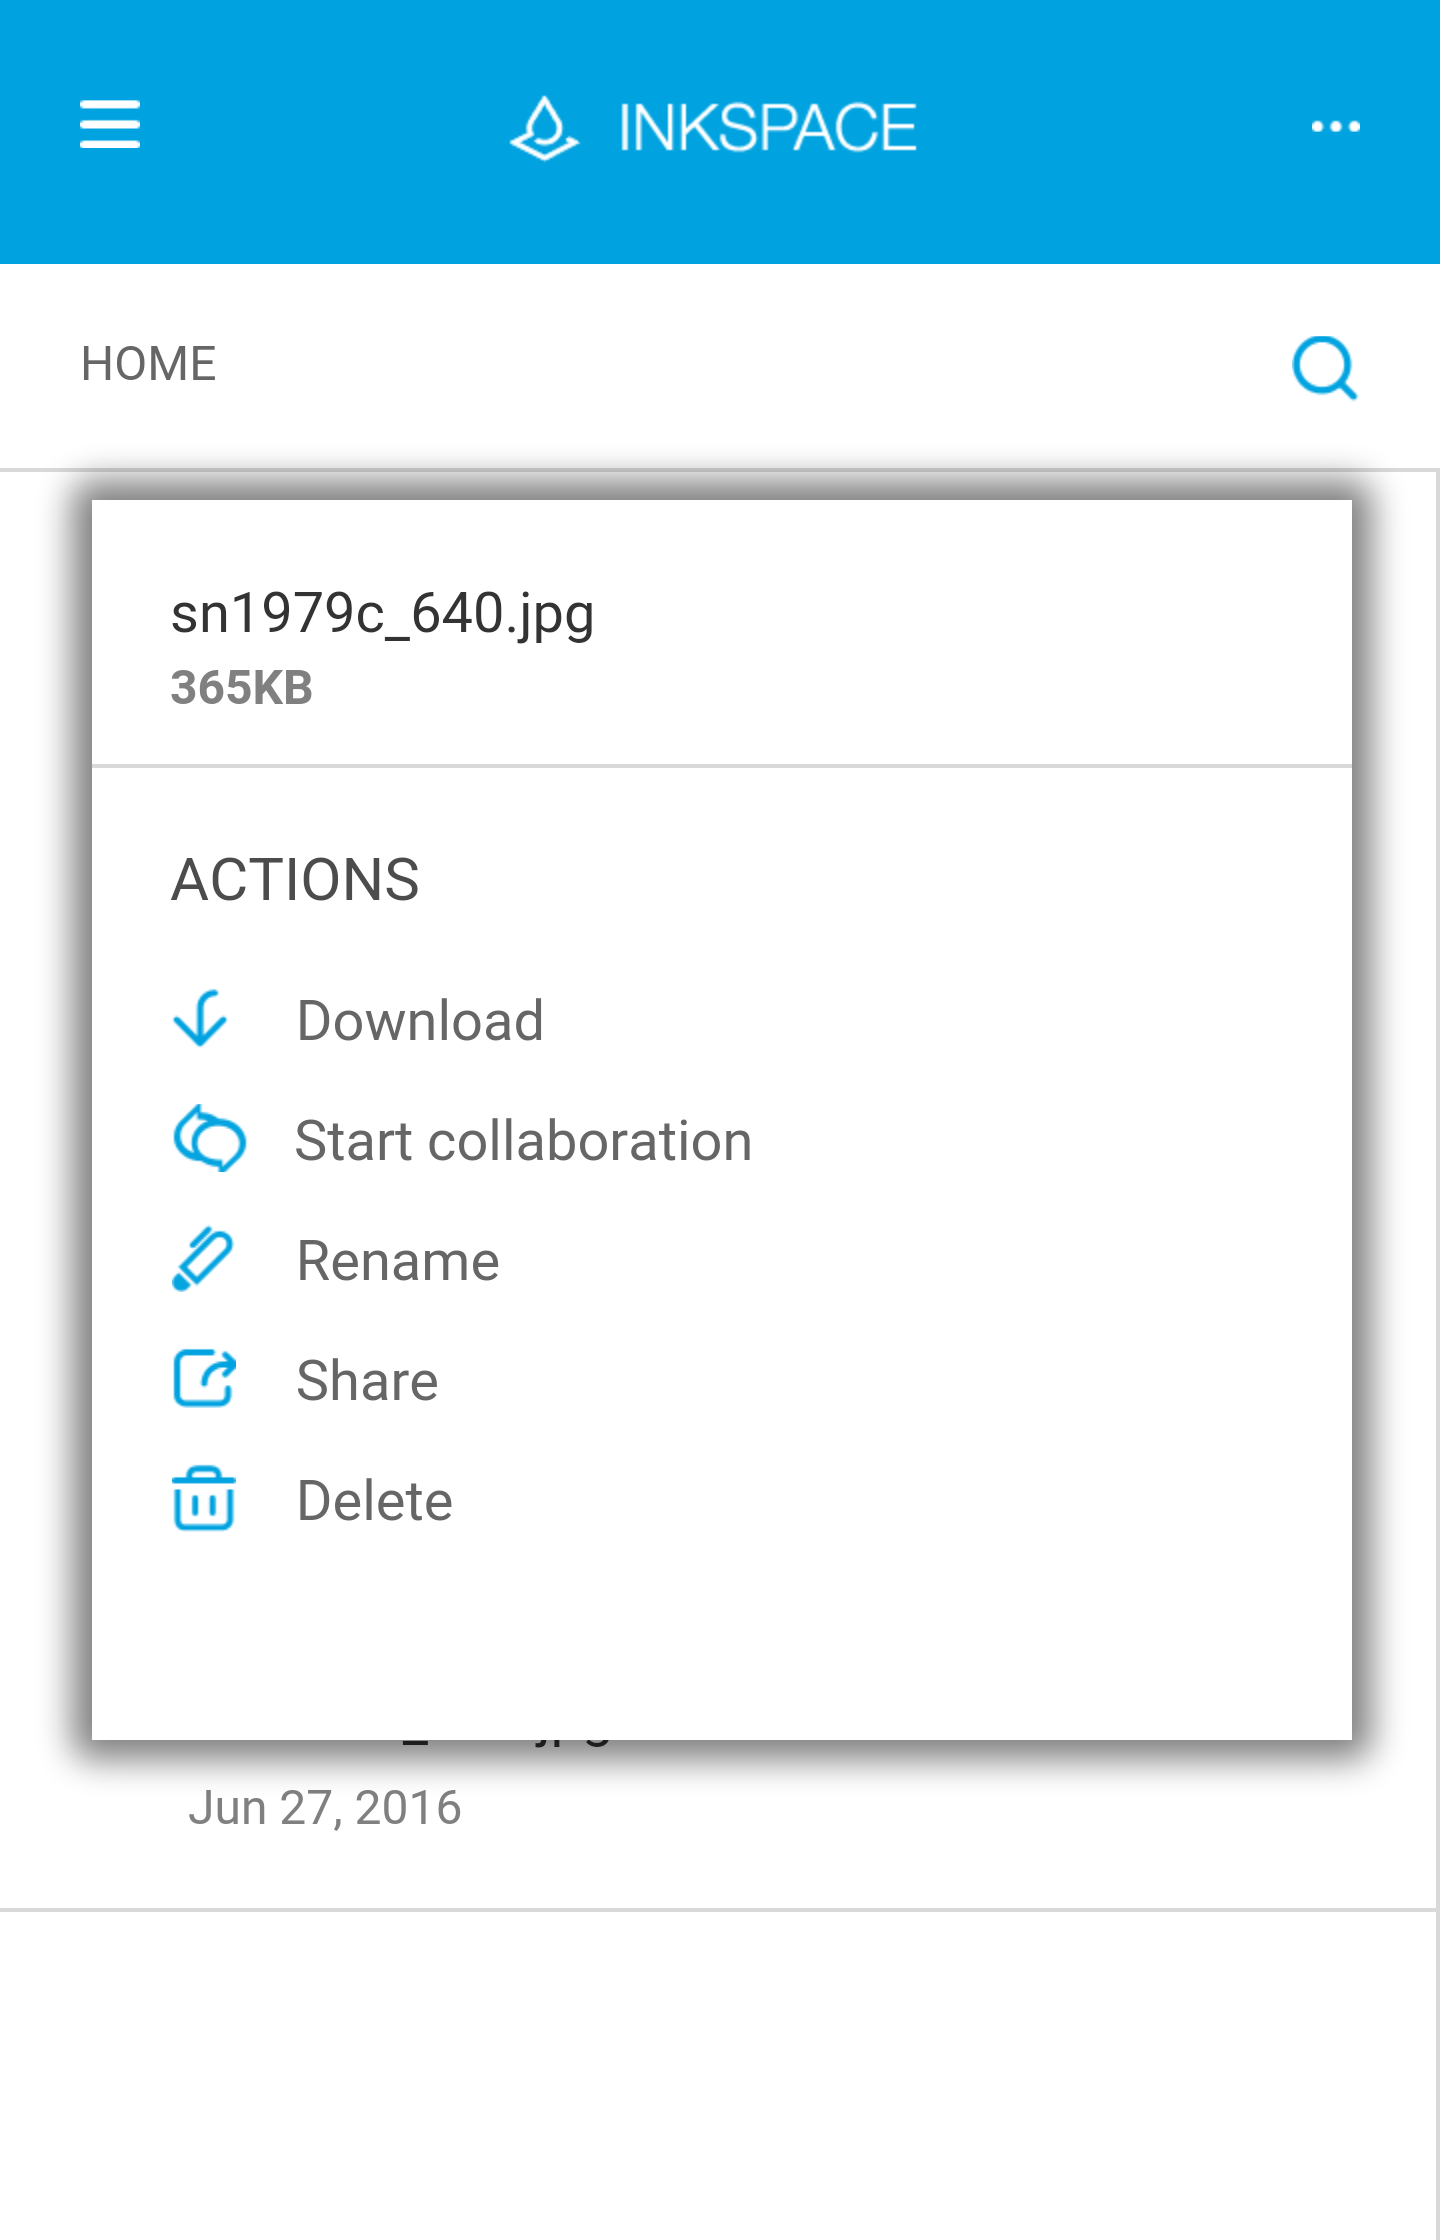 INKSPACE
HOME
sn1979c_640.jpg
365KB
ACTIONS
Download
Start collaboration
Rename
Share
Delete
Jun 27, 2016